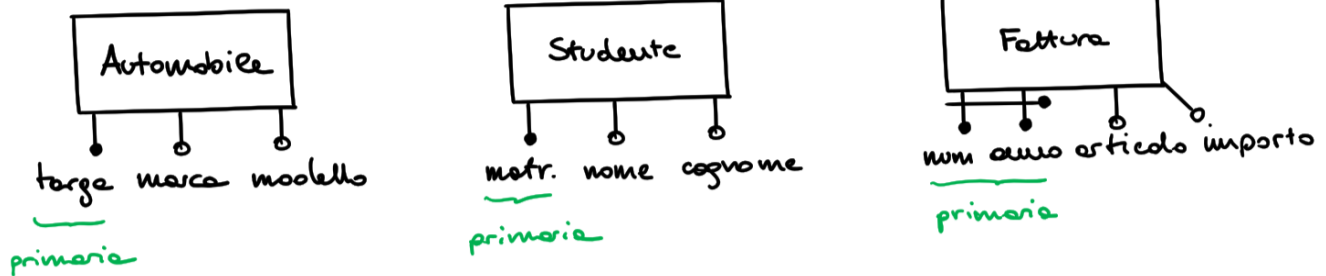 Automobile
Studente
Fattura
targa marca modello
matr. nome cognome
num anno articolo importo
primaria
primaria
primaria